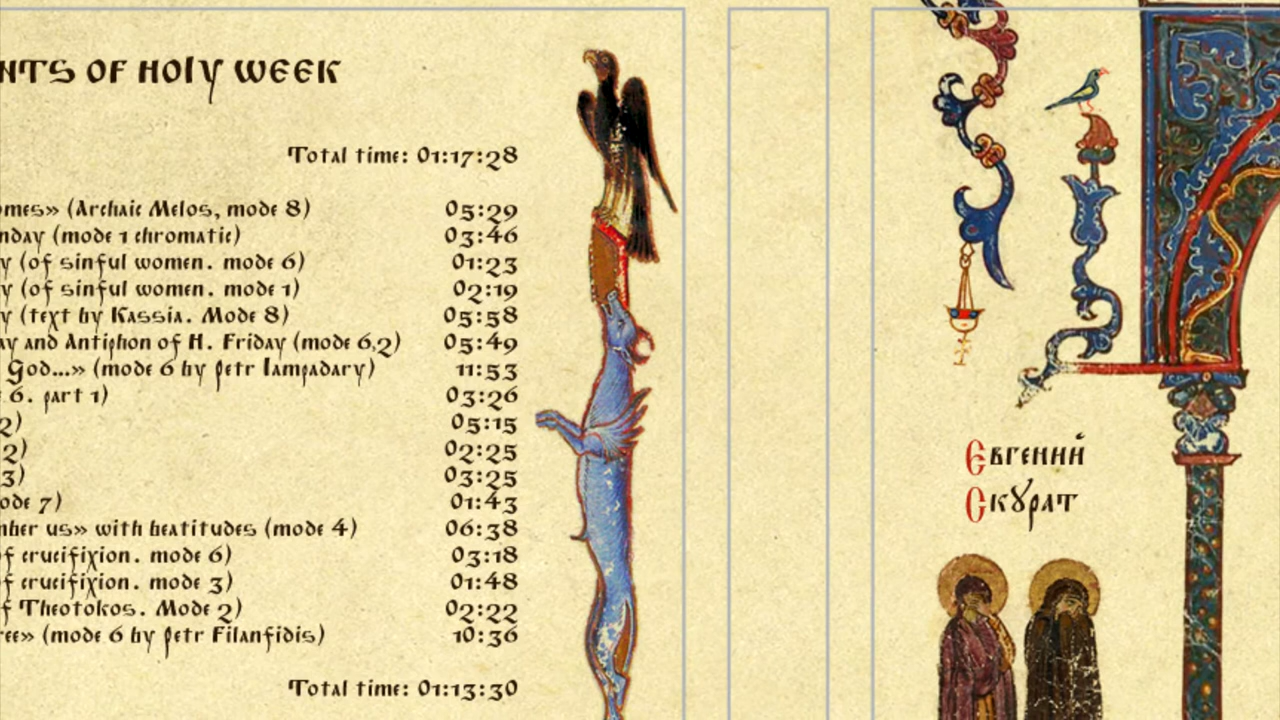 NTS OF HOLY WEEK
Total time: 01:17:28
omes» (Archaic Melos, mode 8) 05:29
nday (mode 1 chromatic) 03:46
y (of sinful women. mode 6) 01:23
y (of sinful women. mode 1) 02:19
y (text by Kassia. Mode 8) 05:58
ay and Antiphon of H. Friday (mode 6,2) 05:49
God...» (mode 6 by Petr Lampadary) 11:53
6. part 1) 03:26
2) 05:15
2) 02:25
3) 03:25
ode 7) 01:43
mber us» with beatitudes (mode 4) 06:38
of crucifixion. mode 6) 03:18
of crucifixion. mode 3) 01:48
of Theotokos. Mode 2) 02:22
ree» (mode 6 by Petr Filanfidis) 10:36
Total time: 01:13:30
Евгений
Скꙋрат